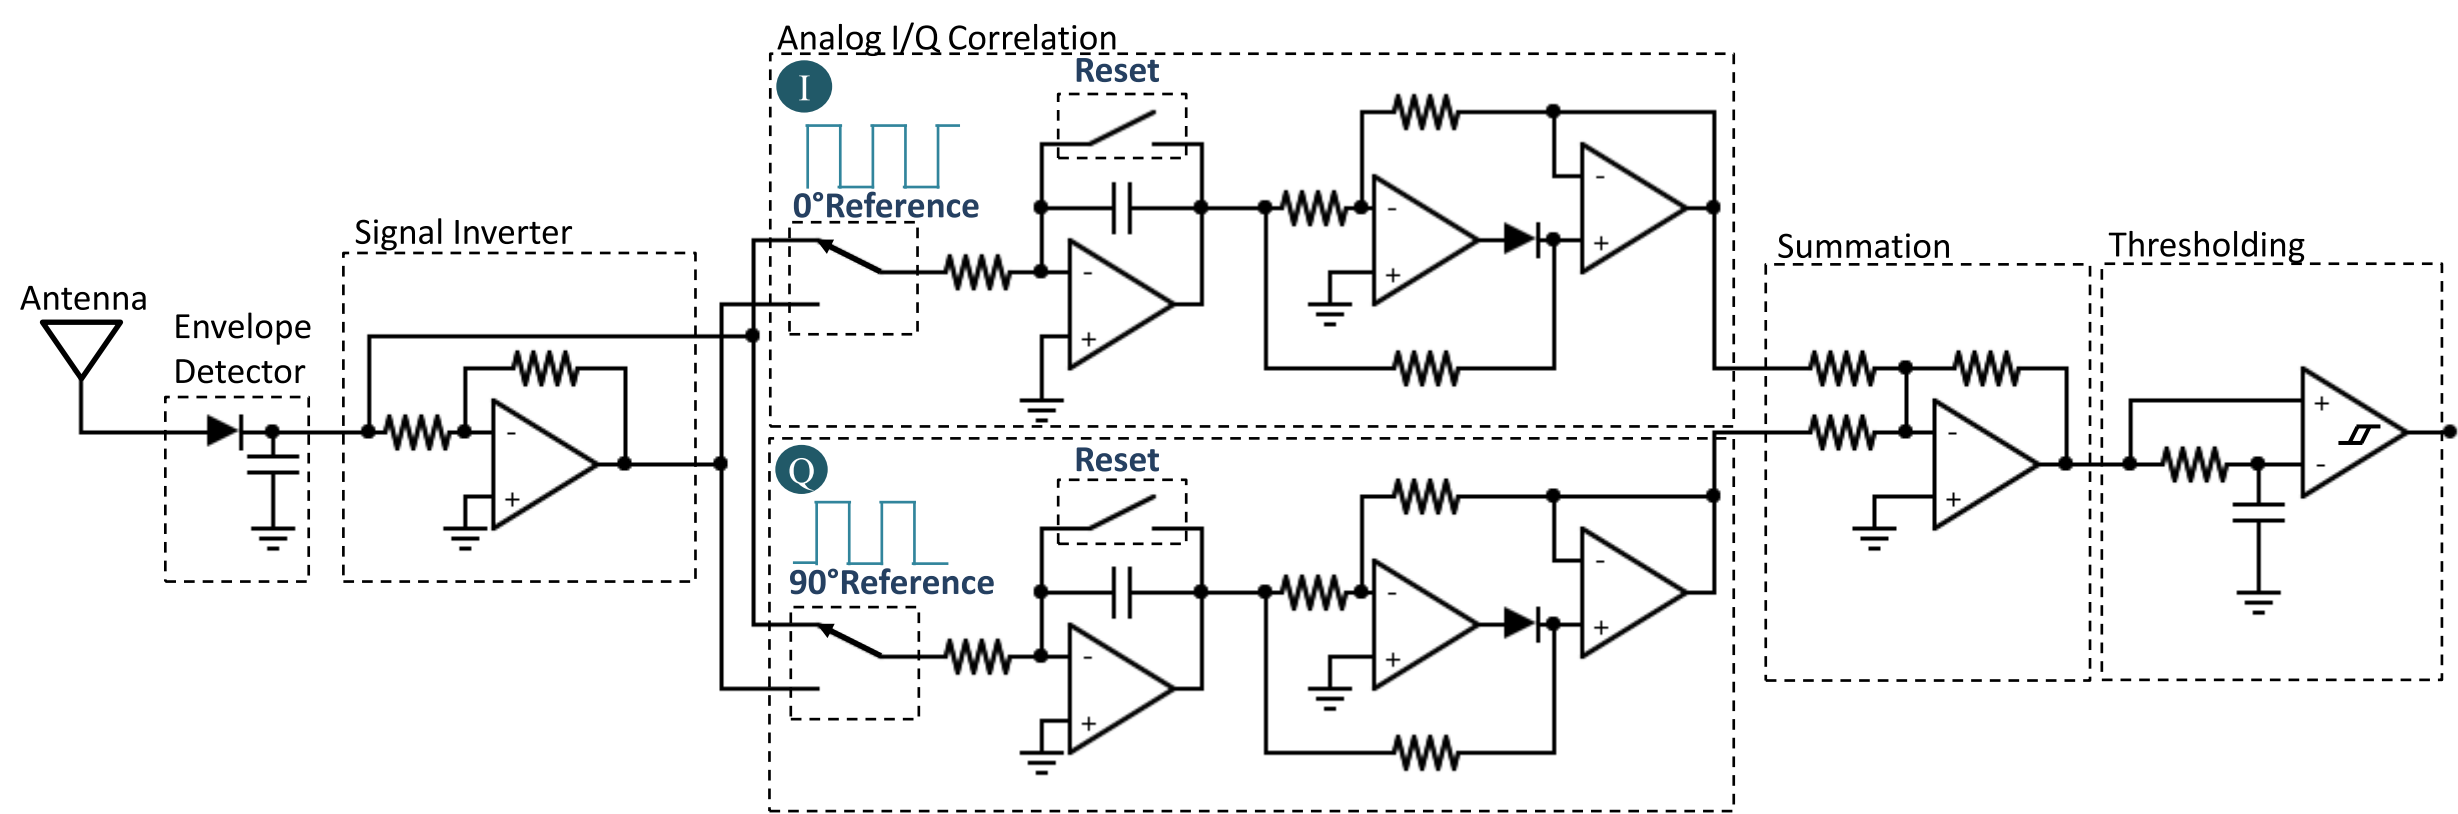 Analog I/Q Correlation
I
Reset
0°Reference
Signal Inverter
Antenna
Envelope
Detector
Summation
Thresholding
Q
Reset
90°Reference